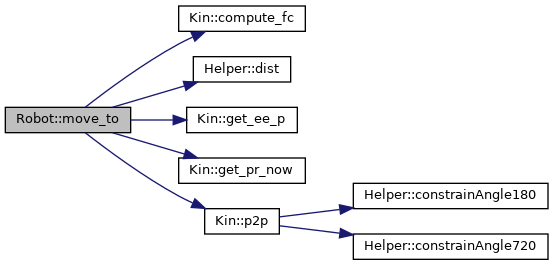 Kin::compute_fc
Helper::dist
Robot::move_to
Kin::get_ee_p
Kin::get_pr_now
Helper::constrainAngle180
Kin::p2p
Helper::constrainAngle720